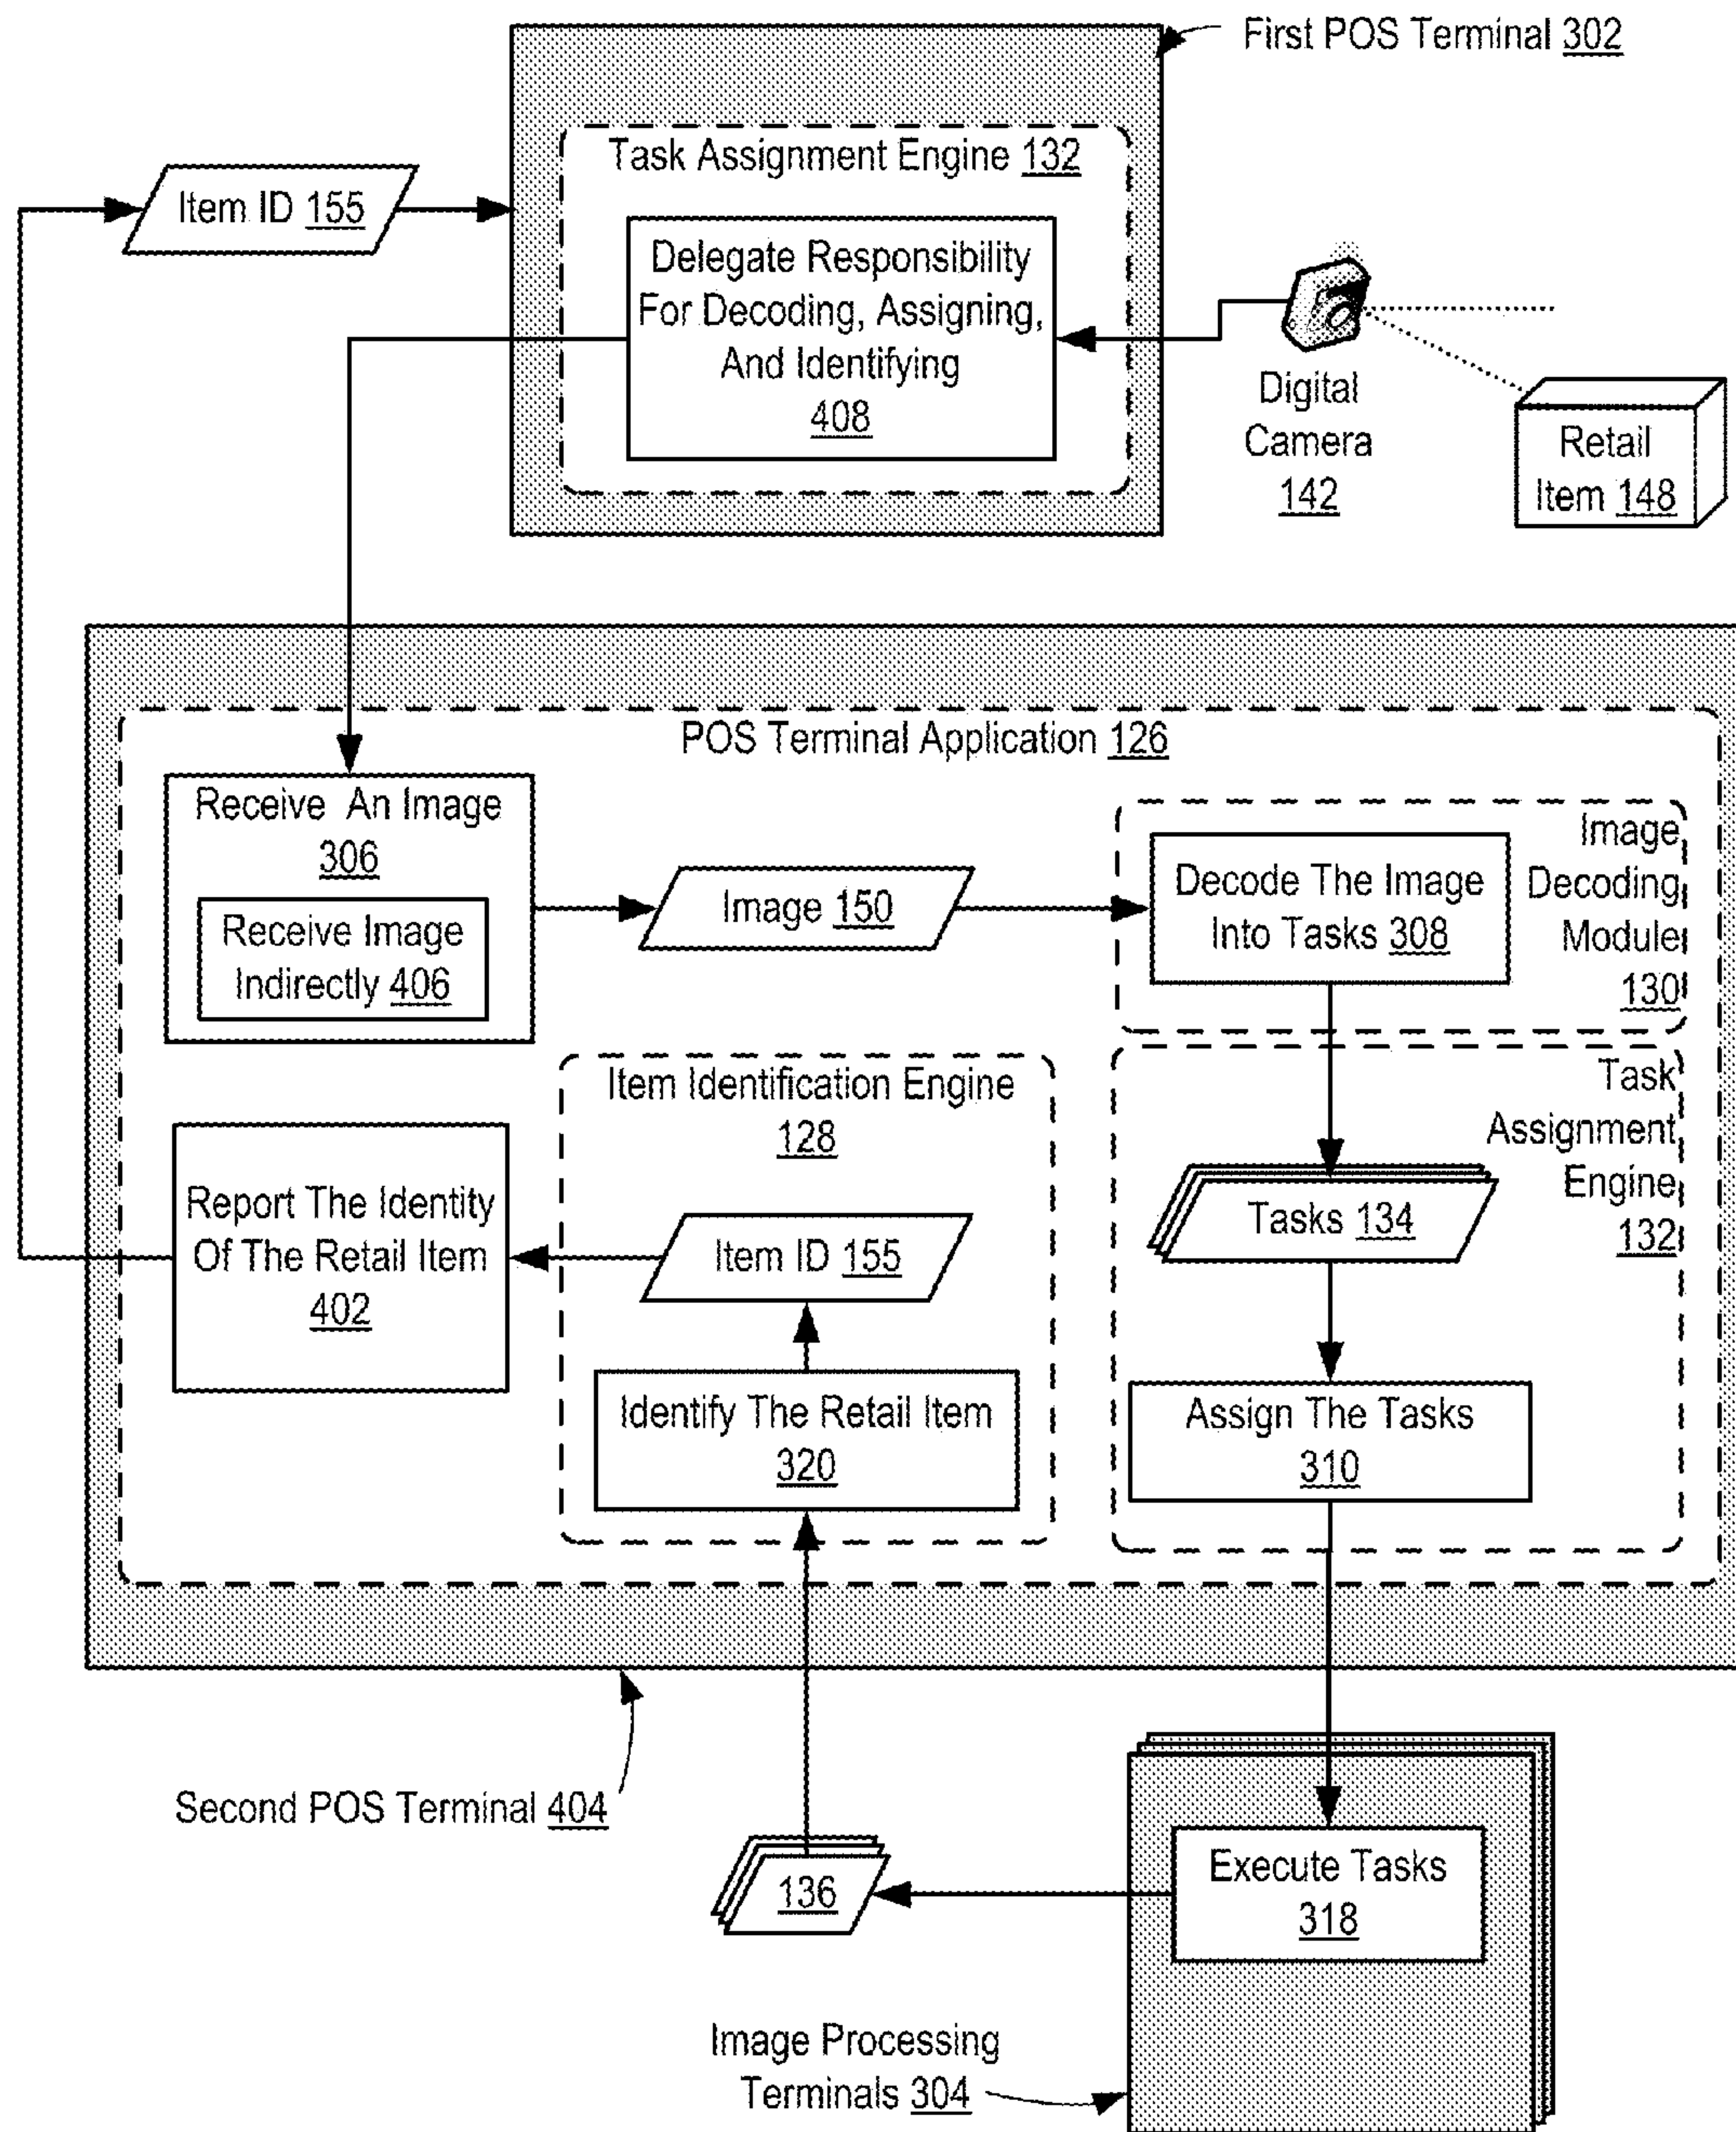 First POS Terminal 302
Task Assignment Engine 132
Item ID 155
Delegate Responsibility
For Decoding, Assigning,
And Identifying
408
Digital
Camera
142
Retail
Item 148
POS Terminal Application 126
Receive An Image
306
Receive Image
Indirectly 406
Image 150
Decode The Image
Into Tasks 308
Image
Decoding
Module
130
Item Identification Engine
128
Task
Assignment
Engine
132
Report The Identity
Of The Retail Item
402
Item ID 155
Tasks 134
Identify The Retail Item
320
Assign The Tasks
310
Second POS Terminal 404
136
Execute Tasks
318
Image Processing
Terminals 304